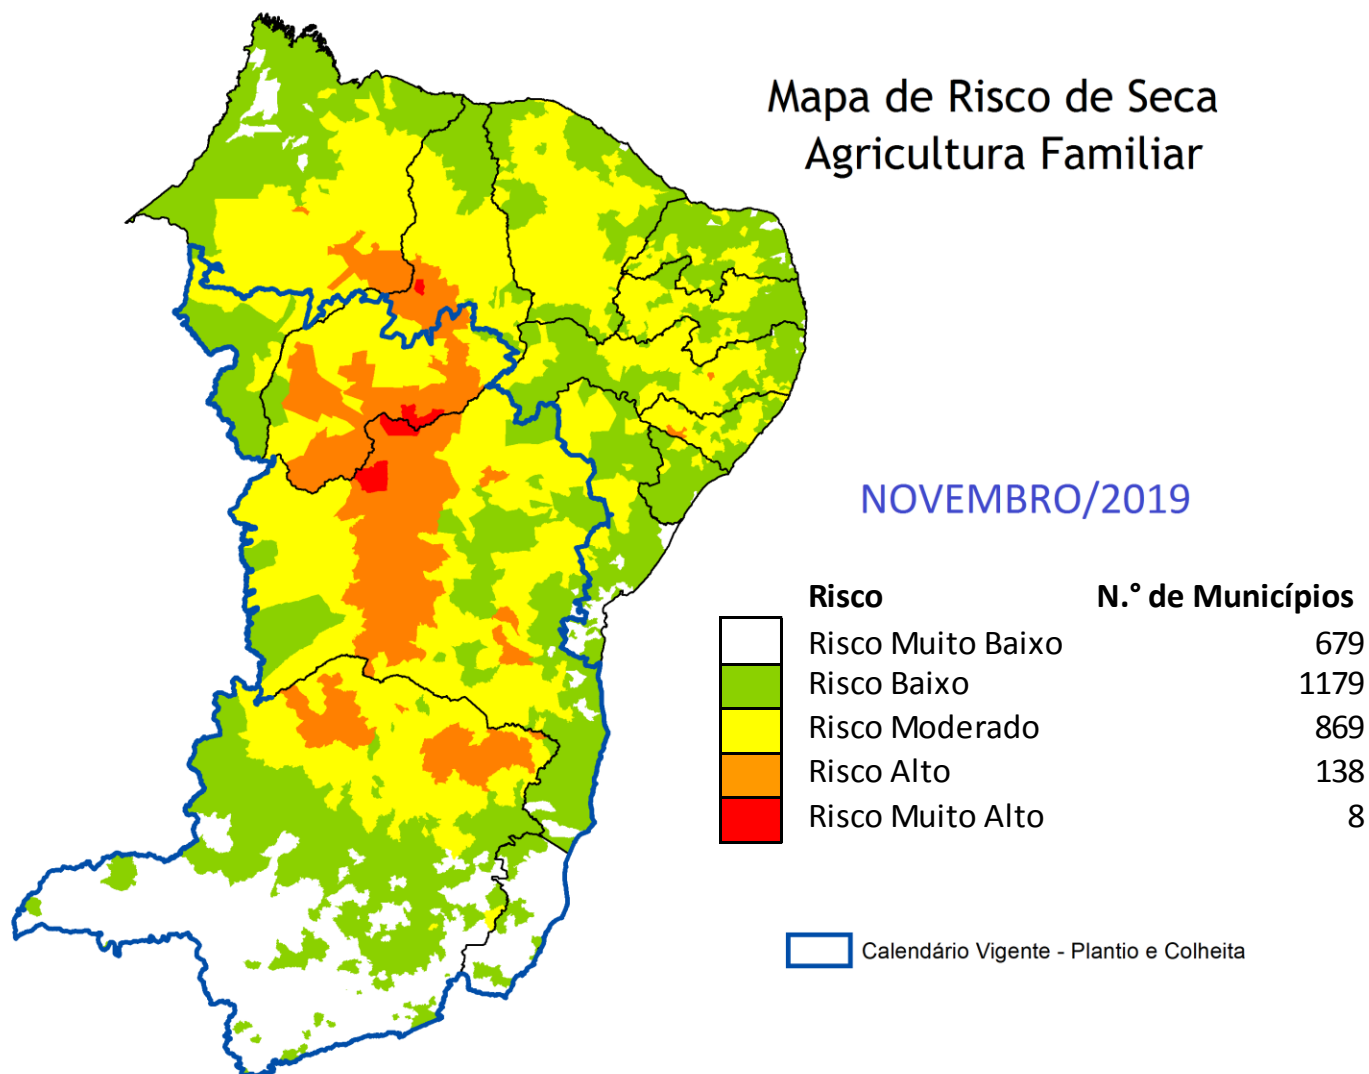 Mapa de Risco de Seca
Agricultura Familiar
NOVEMBRO/2019
Risco N.° de Municípios
Risco Muito Baixo 679
Risco Baixo 1179
Risco Moderado 869
Risco Alto 138
Risco Muito Alto 8
Calendário Vigente - Plantio e Colheita